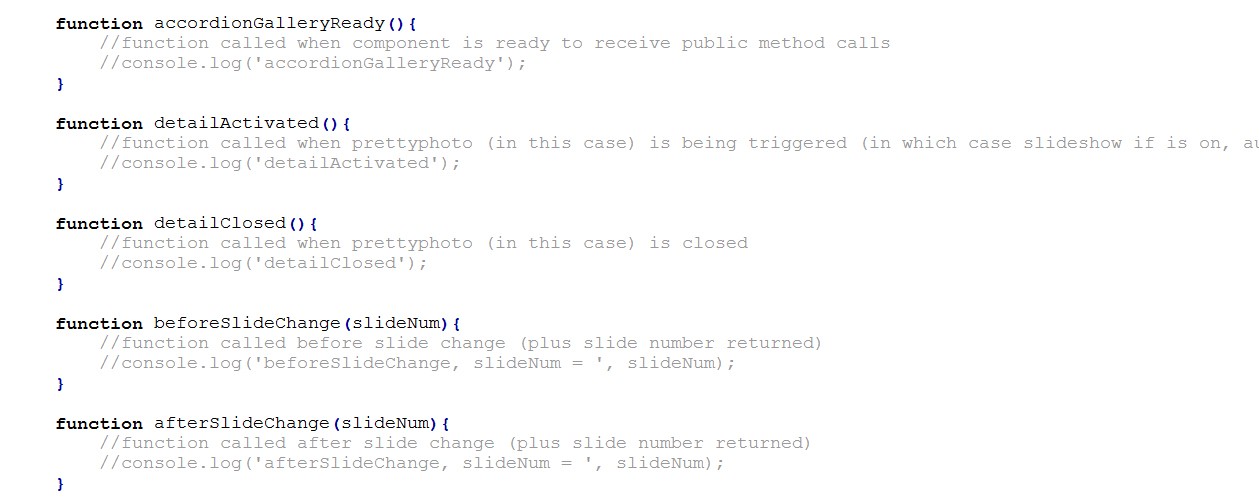 function accordionGalleryReady(){
//function called when component is ready to receive public method calls
//console.log('accordionGalleryReady');
}
function detailActivated(){
//function called when prettyphoto (in this case) is being triggered (in which case slideshow if is on, au
//console.log('detailActivated');
}
function detailClosed(){
//function called when prettyphoto (in this case) is closed
//console.log('detailClosed');
}
function beforeSlideChange(slideNum){
//function called before slide change (plus slide number returned)
//console.log('beforeSlideChange, slideNum = ', slideNum);
}
function afterSlideChange(slideNum){
//function called after slide change (plus slide number returned)
//console.log('afterSlideChange, slideNum = ', slideNum);
}